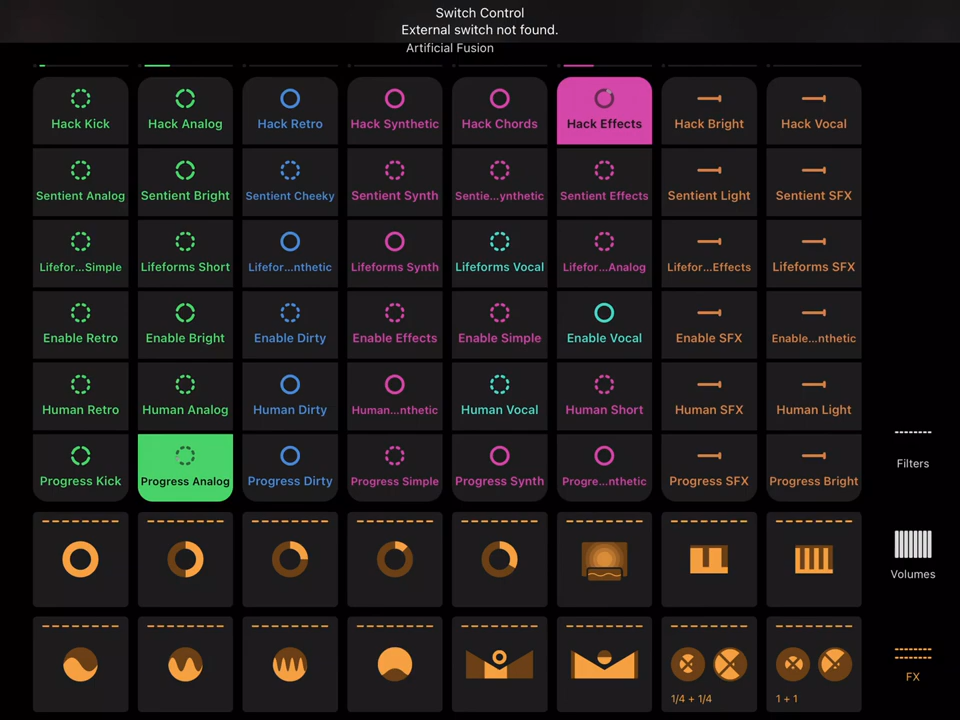 Switch Control
External switch not found.
Artificial Fusion
Hack Kick Hack Analog Hack Retro Hack Synthetic Hack Chords Hack Effects Hack Bright Hack Vocal
Sentient Analog Sentient Bright Sentient Cheeky Sentient Synth Sentie...ynthetic Sentient Effects Sentient Light Sentient SFX
Lifefor...Simple Lifeforms Short Lifefor...nthetic Lifeforms Synth Lifeforms Vocal Lifefor...Analog Lifefor...Effects Lifeforms SFX
Enable Retro Enable Bright Enable Dirty Enable Effects Enable Simple Enable Vocal Enable SFX Enable...nthetic
Human Retro Human Analog Human Dirty Human...nthetic Human Vocal Human Short Human SFX Human Light
Filters
Progress Kick Progress Analog Progress Dirty Progress Simple Progress Synth Progre...nthetic Progress SFX Progress Bright
Volumes
FX
1/4 + 1/4 1 + 1